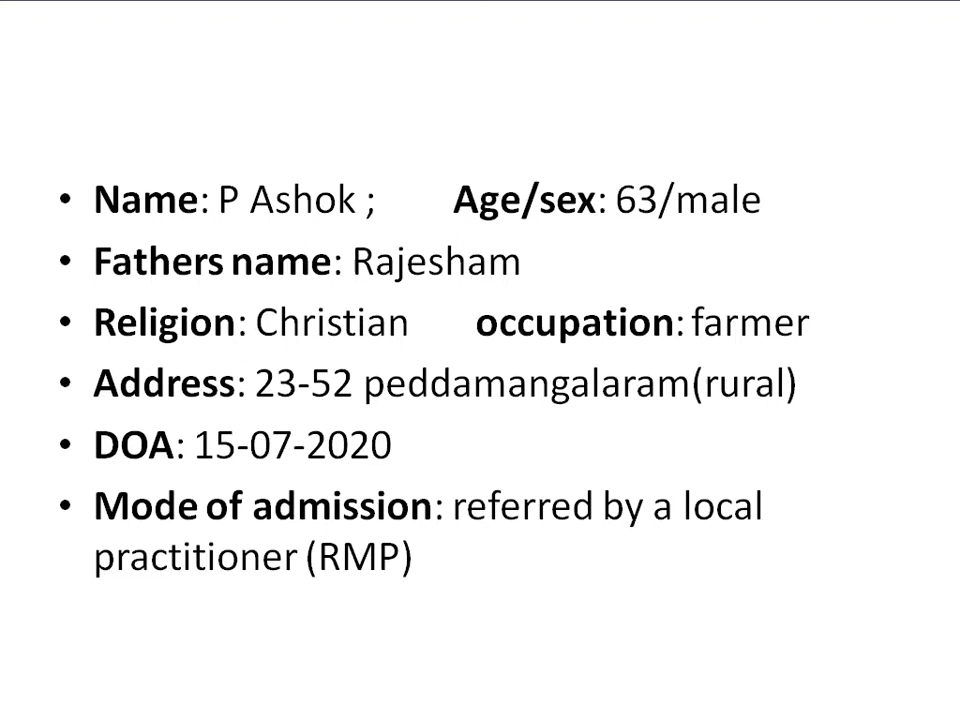 • Name: P Ashok ; Age/sex: 63/male
• Fathers name: Rajesham
• Religion: Christian occupation: farmer
• Address: 23-52 peddamangalaram(rural)
• DOA: 15-07-2020
• Mode of admission: referred by a local
practitioner (RMP)